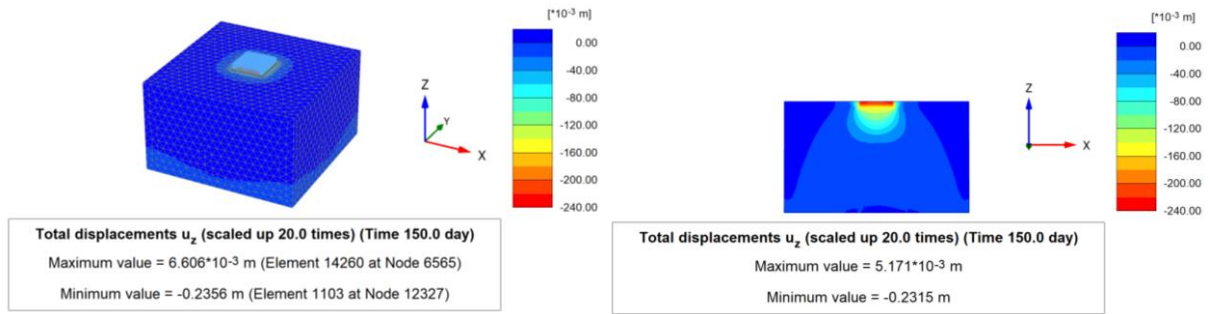 [*10⁻³ m]
0.00
-40.00
-80.00
-120.00
-160.00
-200.00
-240.00
Z
Y
X
Total displacements u_z (scaled up 20.0 times) (Time 150.0 day)
Maximum value = 6.606*10⁻³ m (Element 14260 at Node 6565)
Minimum value = -0.2356 m (Element 1103 at Node 12327)
[*10⁻³ m]
0.00
-40.00
-80.00
-120.00
-160.00
-200.00
-240.00
Z
X
Total displacements u_z (scaled up 20.0 times) (Time 150.0 day)
Maximum value = 5.171*10⁻³ m
Minimum value = -0.2315 m